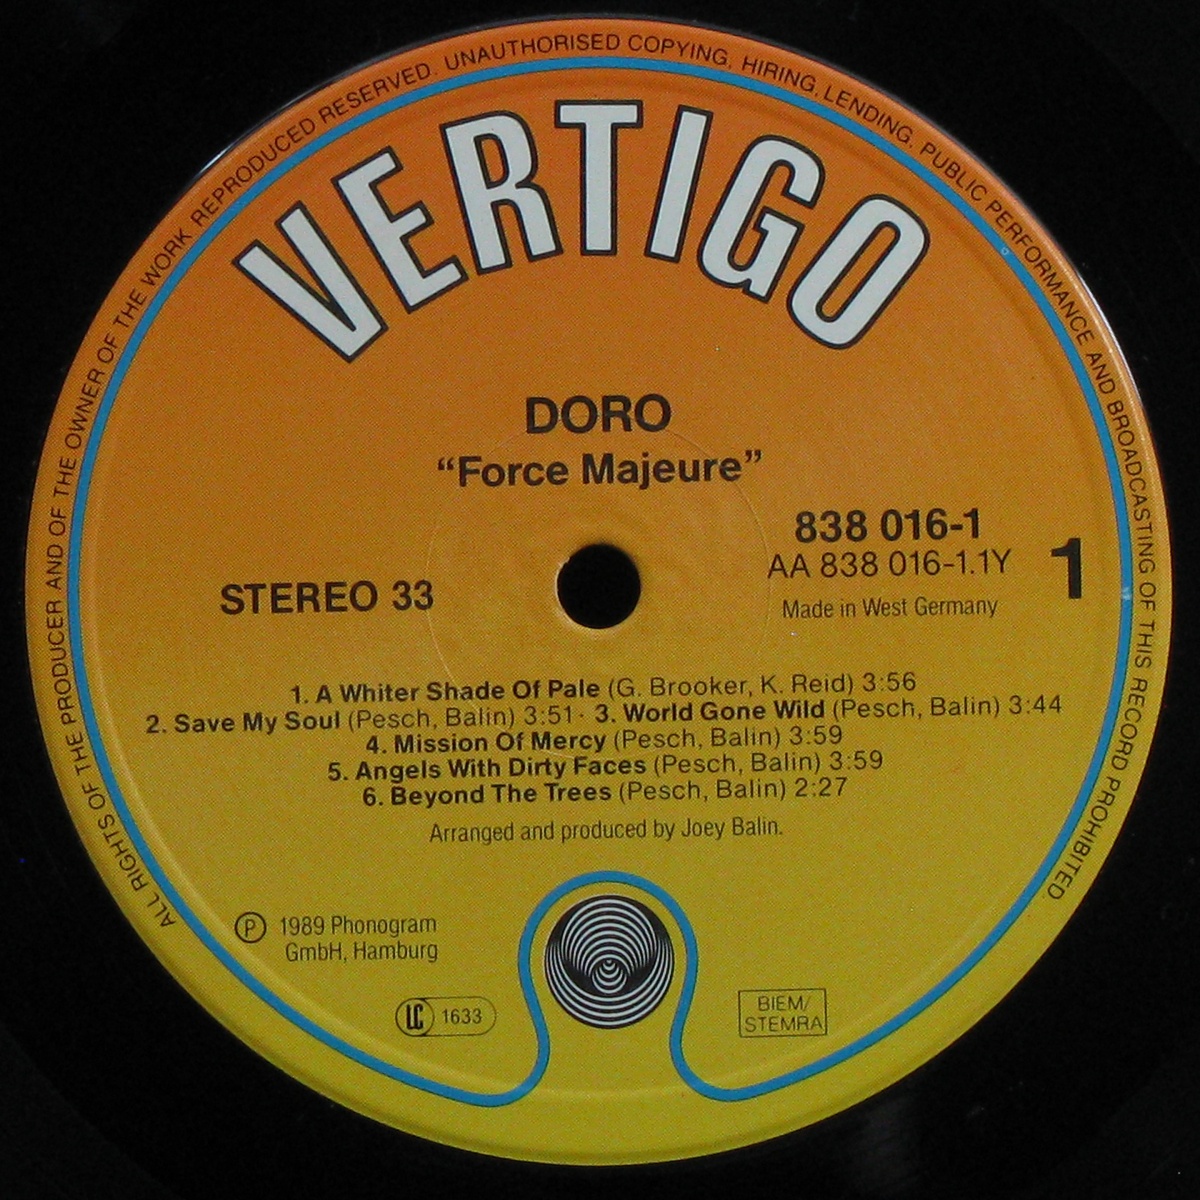 ALL RIGHTS OF THE PRODUCER AND OF THE OWNER OF THE WORK REPRODUCED RESERVED. UNAUTHORISED COPYING, HIRING, LENDING, PUBLIC PERFORMANCE AND BROADCASTING OF THIS RECORD PROHIBITED
VERTIGO
DORO
“Force Majeure”
838 016-1
AA 838 016-1.1Y
1
STEREO 33
Made in West Germany
1. A Whiter Shade Of Pale (G. Brooker, K. Reid) 3:56
2. Save My Soul (Pesch, Balin) 3:51 · 3. World Gone Wild (Pesch, Balin) 3:44
4. Mission Of Mercy (Pesch, Balin) 3:59
5. Angels With Dirty Faces (Pesch, Balin) 3:59
6. Beyond The Trees (Pesch, Balin) 2:27
Arranged and produced by Joey Balin.
Ⓟ 1989 Phonogram
GmbH, Hamburg
LC 1633
BIEM/
STEMRA